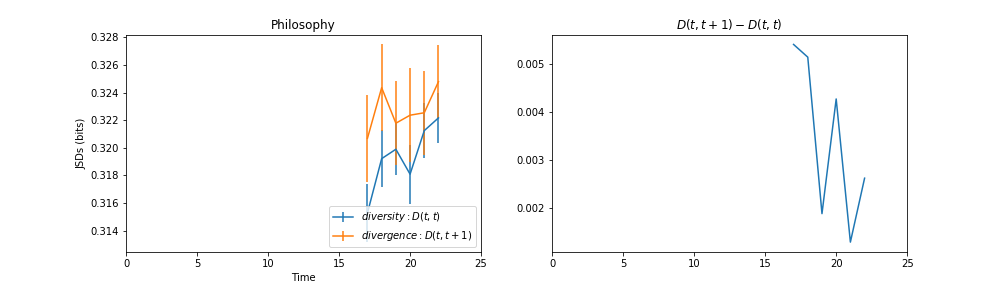 Philosophy
0.328
0.326
0.324
0.322
0.320
0.318
0.316
0.314
JSDs (bits)
0 5 10 15 20 25
Time
diversity: D(t, t)
divergence: D(t, t + 1)
D(t, t + 1) − D(t, t)
0.005
0.004
0.003
0.002
0 5 10 15 20 25